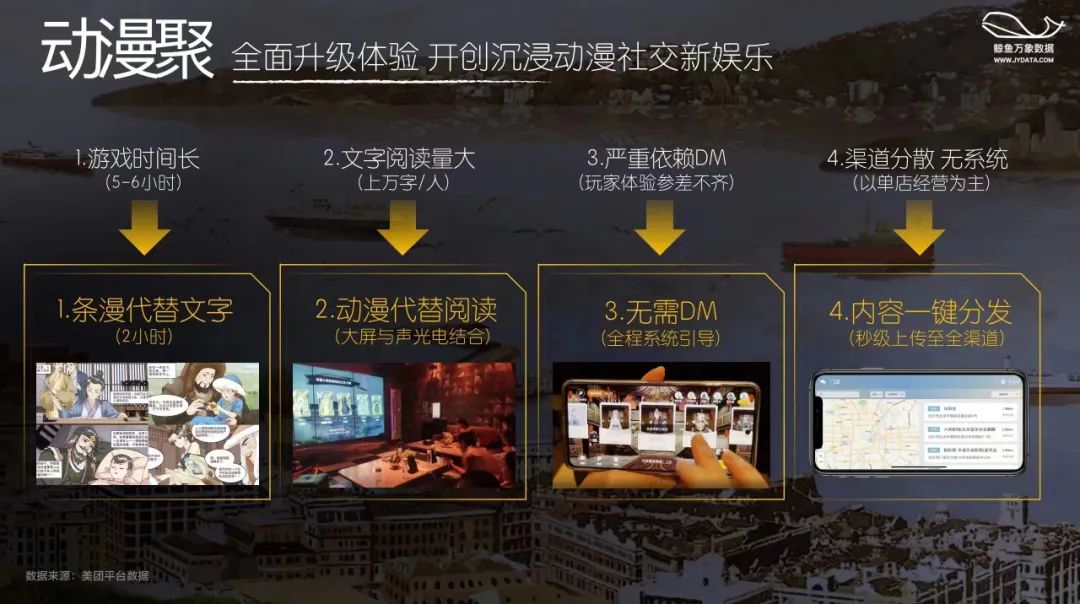 动漫聚 全面升级体验 开创沉浸动漫社交新娱乐
鲸鱼万象数据
WWW.JYDATA.COM
1.游戏时间长
(5-6小时)
2.文字阅读量大
(上万字/人)
3.严重依赖DM
(玩家体验参差不齐)
4.渠道分散 无系统
(以单店经营为主)
1.条漫代替文字
(2小时)
2.动漫代替阅读
(大屏与声光电结合)
3.无需DM
(全程系统引导)
4.内容一键分发
(秒级上传至全渠道)
数据来源：美团平台数据